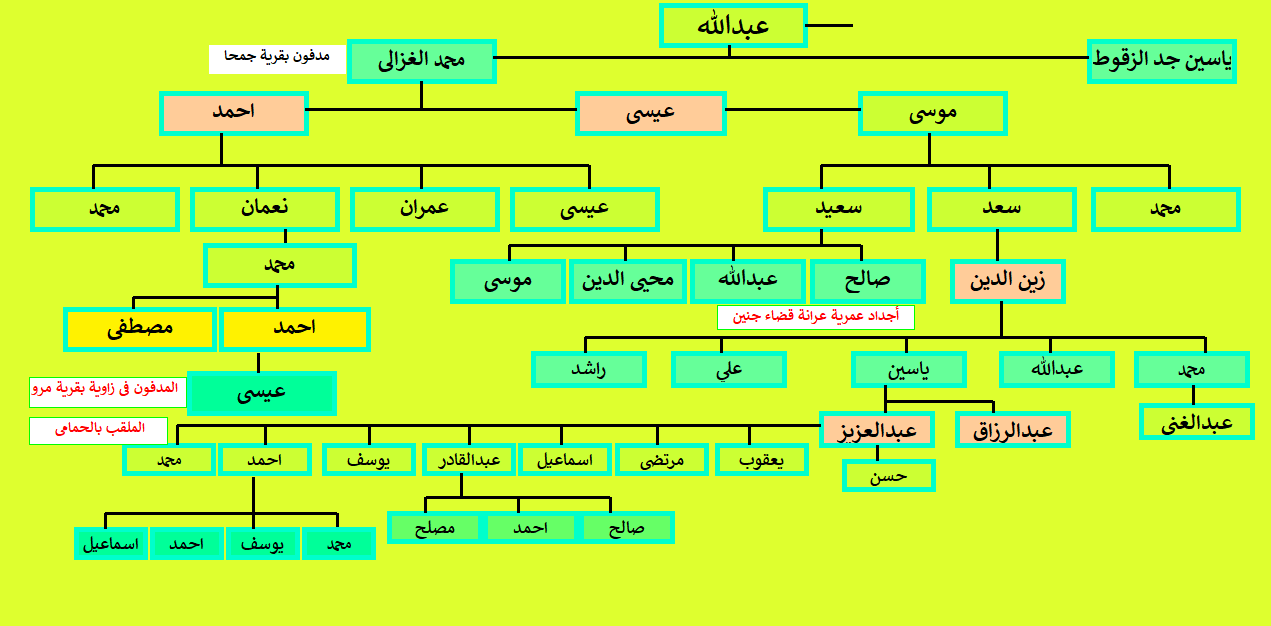 عبدالله
ياسين جد الزقوط
محمد الغزالى
مدفون بقرية جمحا
موسى
عيسى
احمد
محمد
سعد
سعيد
عيسى
عمران
نعمان
محمد
زين الدين
صالح
عبدالله
محيى الدين
موسى
محمد
أجداد عمرية عرانة قضاء جنين
احمد
مصطفى
محمد
عبدالله
ياسين
علي
راشد
عيسى
المدفون فى زاوية بقرية مرو
عبدالغنى
عبدالرزاق
عبدالعزيز
الملقب بالحمامى
حسن
يعقوب
مرتضى
اسماعيل
عبدالقادر
يوسف
احمد
محمد
صالح
احمد
مصلح
محمد
يوسف
احمد
اسماعيل